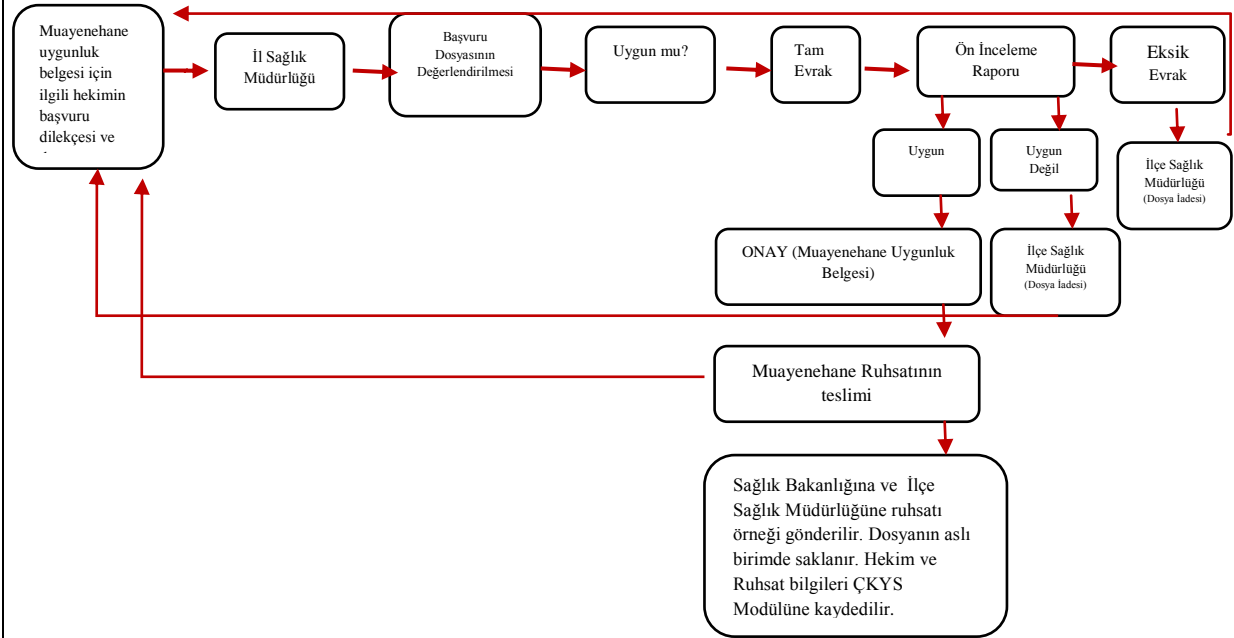 Muayenehane
uygunluk
belgesi için
ilgili hekimin
başvuru
dilekçesi ve
İl Sağlık
Müdürlüğü
Başvuru
Dosyasının
Değerlendirilmesi
Uygun mu?
Tam
Evrak
Ön İnceleme
Raporu
Eksik
Evrak
Uygun
Uygun
Değil
İlçe Sağlık
Müdürlüğü
(Dosya İadesi)
ONAY (Muayenehane Uygunluk
Belgesi)
İlçe Sağlık
Müdürlüğü
(Dosya İadesi)
Muayenehane Ruhsatının
teslimi
Sağlık Bakanlığına ve İlçe
Sağlık Müdürlüğüne ruhsatı
örneği gönderilir. Dosyanın aslı
birimde saklanır. Hekim ve
Ruhsat bilgileri ÇKYS
Modülüne kaydedilir.